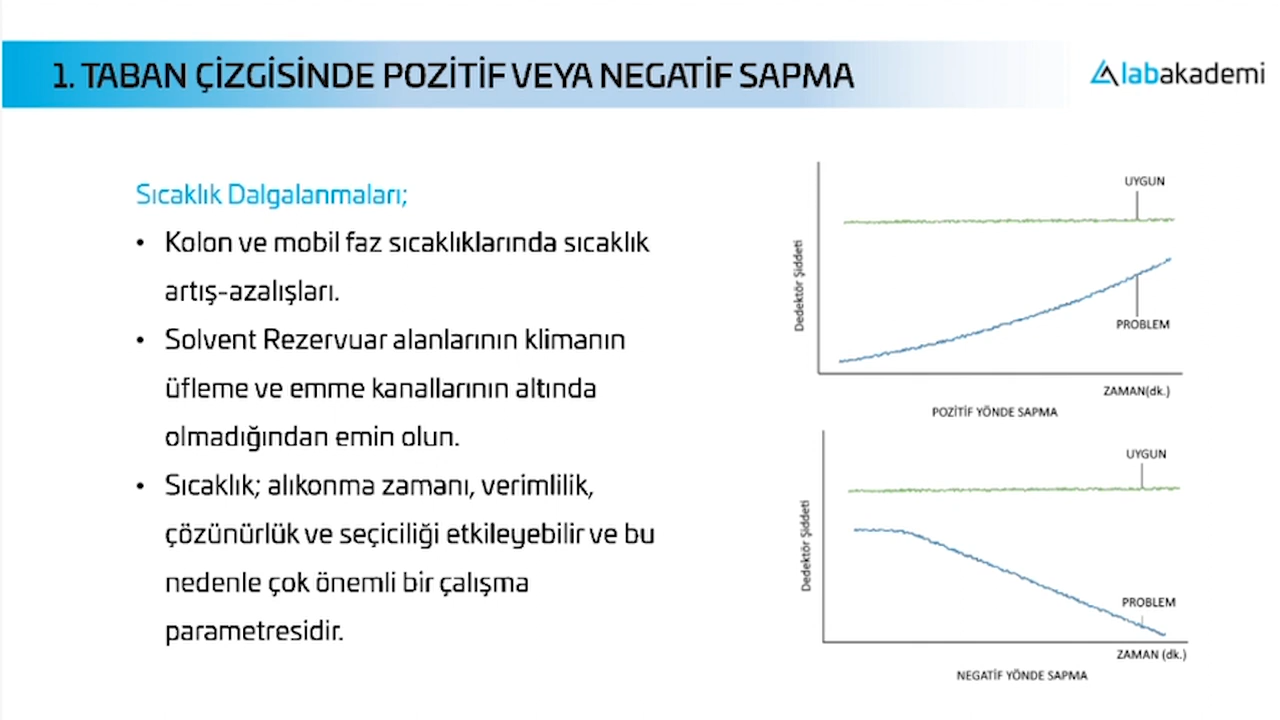 1. TABAN ÇİZGİSİNDE POZİTİF VEYA NEGATİF SAPMA
labakademi
Sıcaklık Dalgalanmaları;
• Kolon ve mobil faz sıcaklıklarında sıcaklık
artış-azalışları.
• Solvent Rezervuar alanlarının klimanın
üfleme ve emme kanallarının altında
olmadığından emin olun.
• Sıcaklık; alıkonma zamanı, verimlilik,
çözünürlük ve seçiciliği etkileyebilir ve bu
nedenle çok önemli bir çalışma
parametresidir.
UYGUN
Dedektör Şiddeti
PROBLEM
ZAMAN(dk.)
POZİTİF YÖNDE SAPMA
UYGUN
Dedektör Şiddeti
PROBLEM
ZAMAN (dk.)
NEGATİF YÖNDE SAPMA